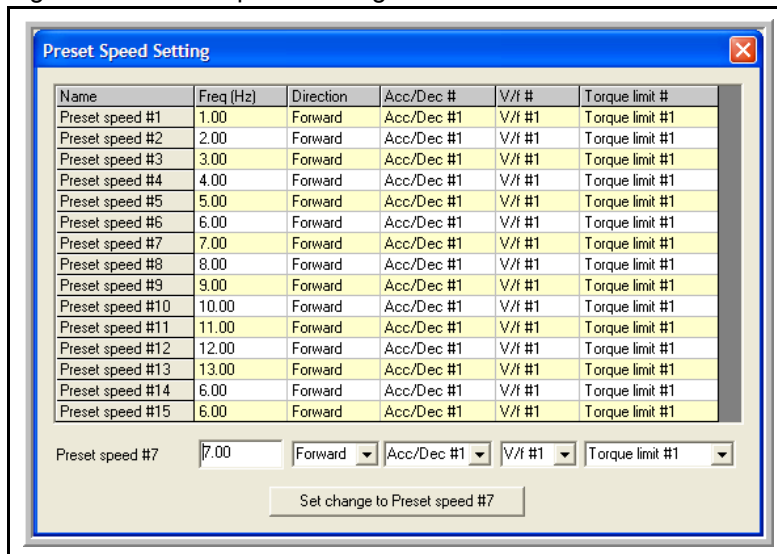 Preset Speed Setting
Name Freq (Hz) Direction Acc/Dec # V/f # Torque limit #
Preset speed #1 1.00 Forward Acc/Dec #1 V/f #1 Torque limit #1
Preset speed #2 2.00 Forward Acc/Dec #1 V/f #1 Torque limit #1
Preset speed #3 3.00 Forward Acc/Dec #1 V/f #1 Torque limit #1
Preset speed #4 4.00 Forward Acc/Dec #1 V/f #1 Torque limit #1
Preset speed #5 5.00 Forward Acc/Dec #1 V/f #1 Torque limit #1
Preset speed #6 6.00 Forward Acc/Dec #1 V/f #1 Torque limit #1
Preset speed #7 7.00 Forward Acc/Dec #1 V/f #1 Torque limit #1
Preset speed #8 8.00 Forward Acc/Dec #1 V/f #1 Torque limit #1
Preset speed #9 9.00 Forward Acc/Dec #1 V/f #1 Torque limit #1
Preset speed #10 10.00 Forward Acc/Dec #1 V/f #1 Torque limit #1
Preset speed #11 11.00 Forward Acc/Dec #1 V/f #1 Torque limit #1
Preset speed #12 12.00 Forward Acc/Dec #1 V/f #1 Torque limit #1
Preset speed #13 13.00 Forward Acc/Dec #1 V/f #1 Torque limit #1
Preset speed #14 6.00 Forward Acc/Dec #1 V/f #1 Torque limit #1
Preset speed #15 6.00 Forward Acc/Dec #1 V/f #1 Torque limit #1
Preset speed #7 7.00 Forward Acc/Dec #1 V/f #1 Torque limit #1
Set change to Preset speed #7